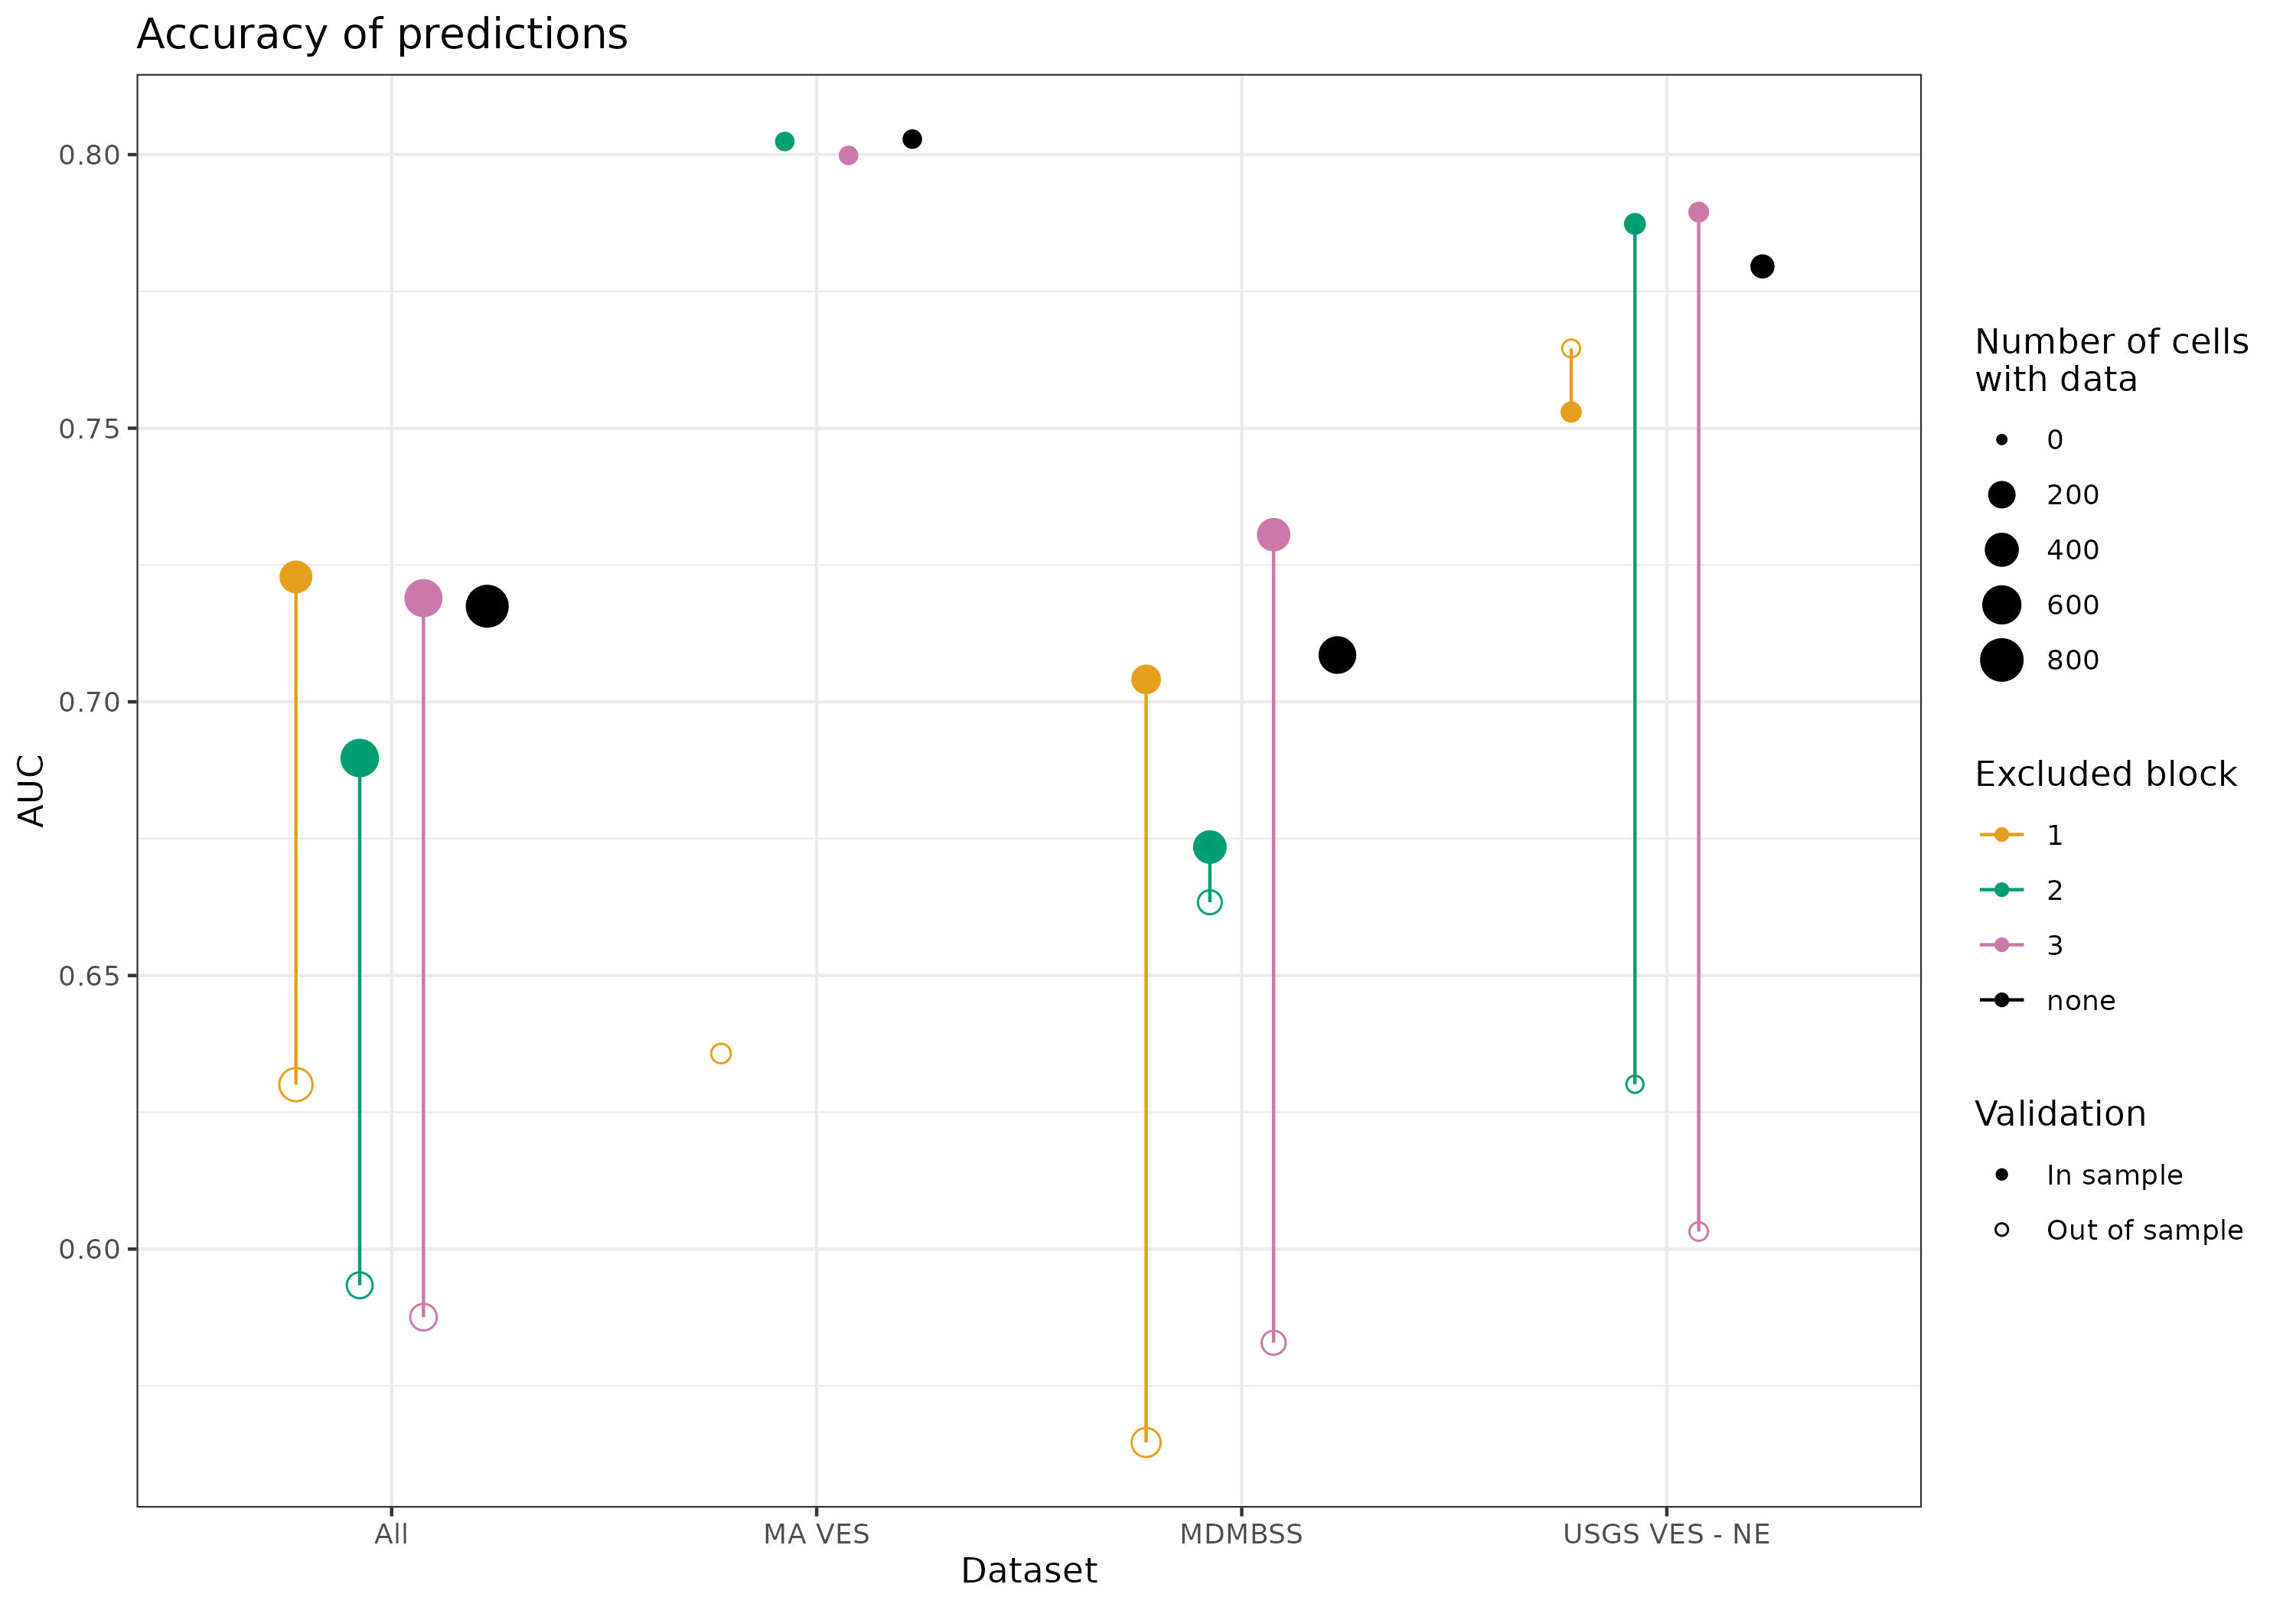 Accuracy of predictions
AUC
0.80
0.75
0.70
0.65
0.60
All
MA VES
MDMBSS
USGS VES - NE
Dataset
Number of cells
with data
0
200
400
600
800
Excluded block
1
2
3
none
Validation
In sample
Out of sample